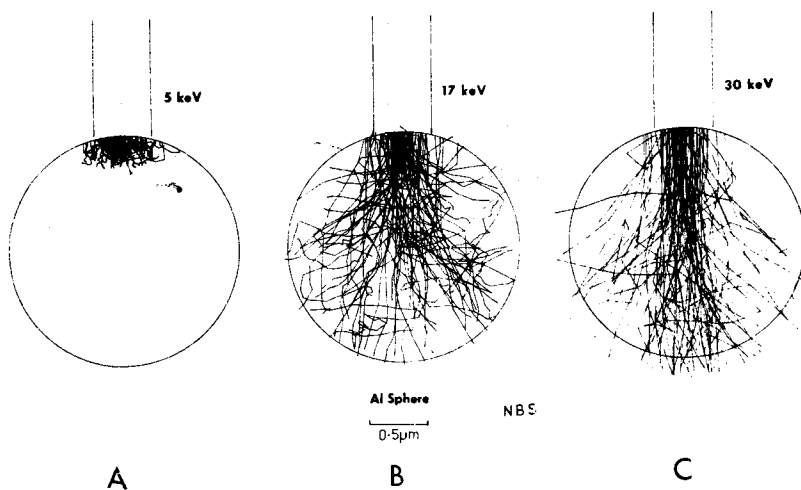 5 keV
17 keV
30 keV
Al Sphere
NBS
0·5μm
A
B
C